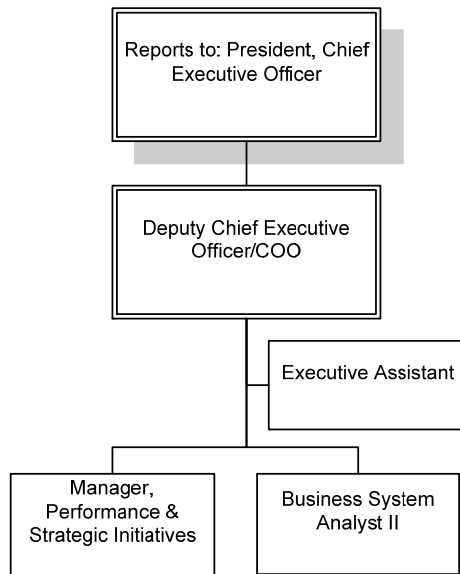 Reports to: President, Chief
Executive Officer
Deputy Chief Executive
Officer/COO
Executive Assistant
Manager,
Performance &
Strategic Initiatives
Business System
Analyst II